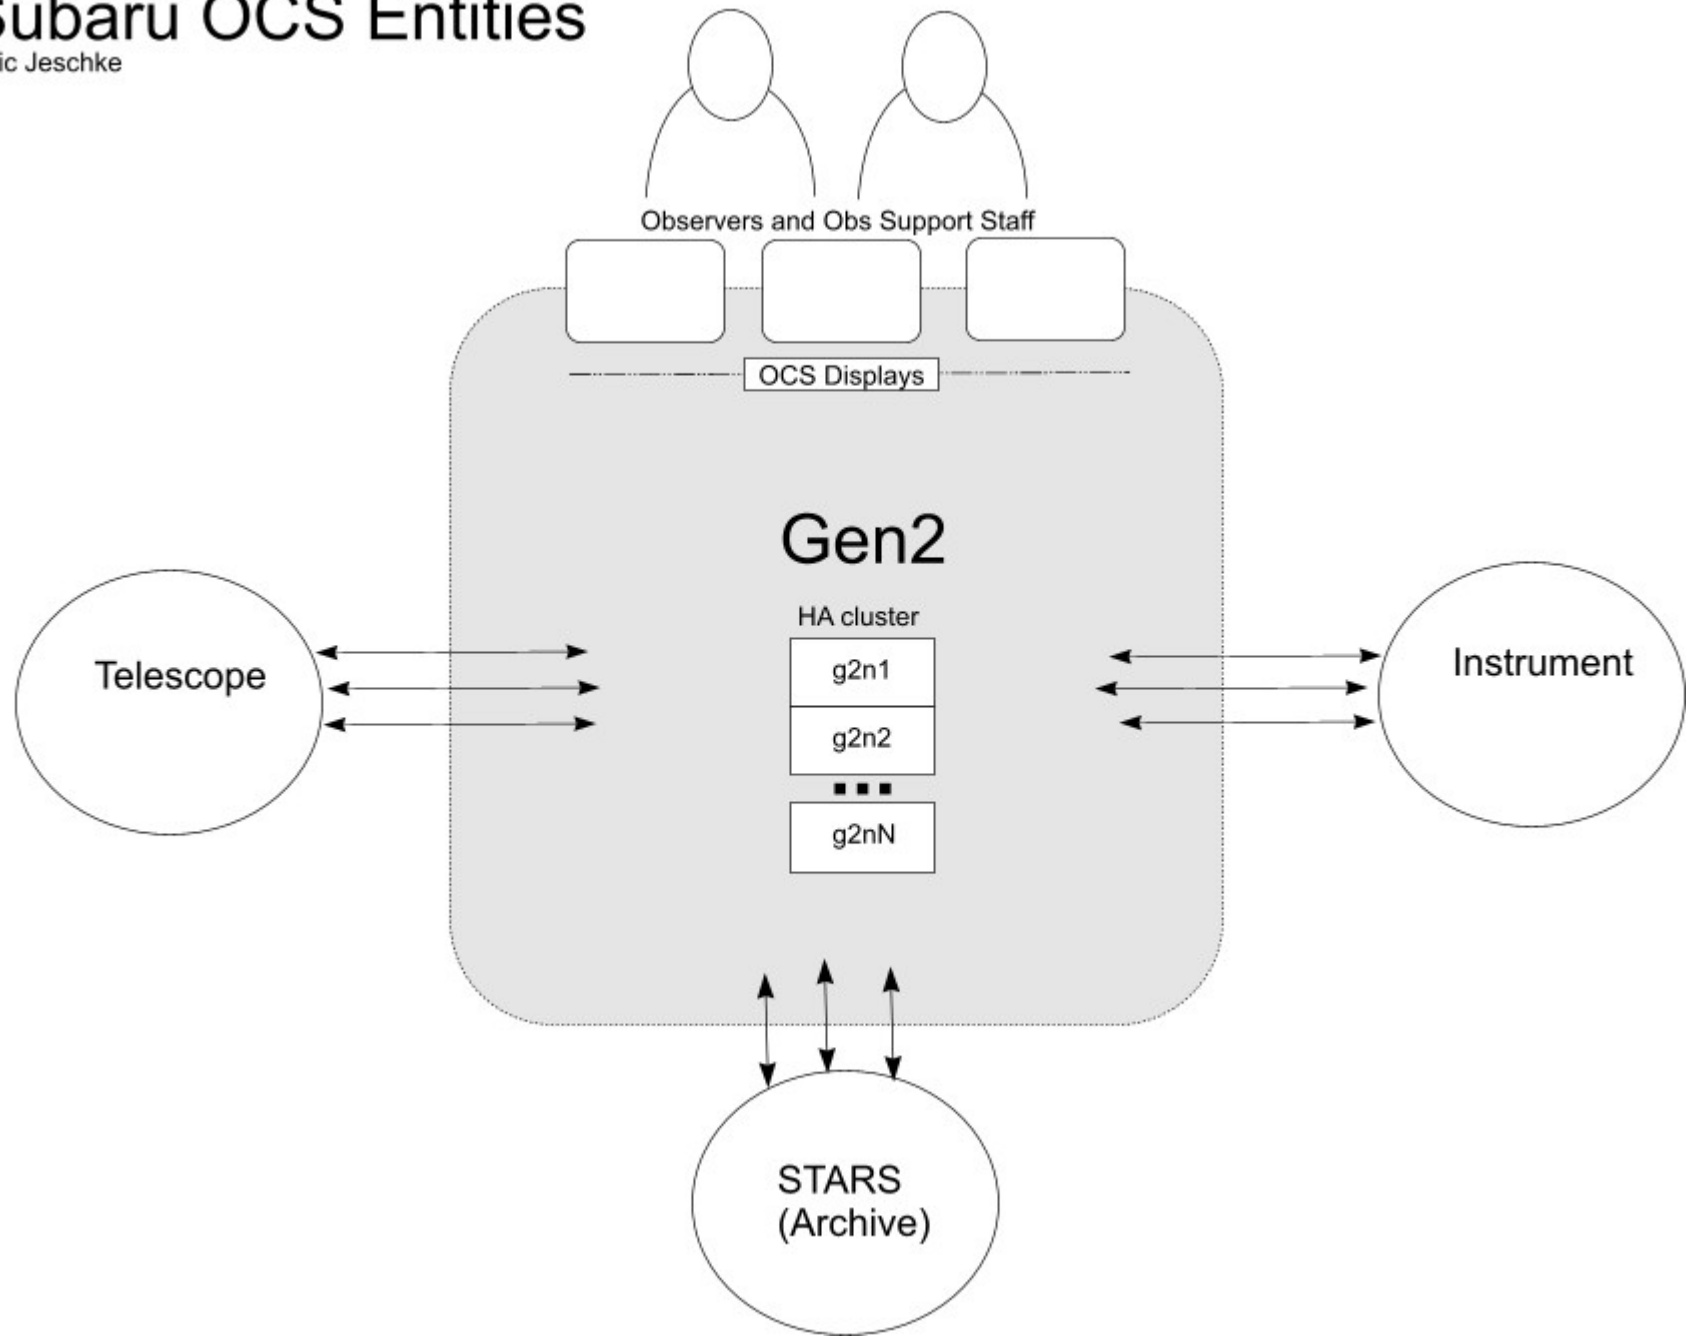 Subaru OCS Entities
ic Jeschke
Observers and Obs Support Staff
OCS Displays
Gen2
HA cluster
g2n1
g2n2
g2nN
Telescope
Instrument
STARS
(Archive)